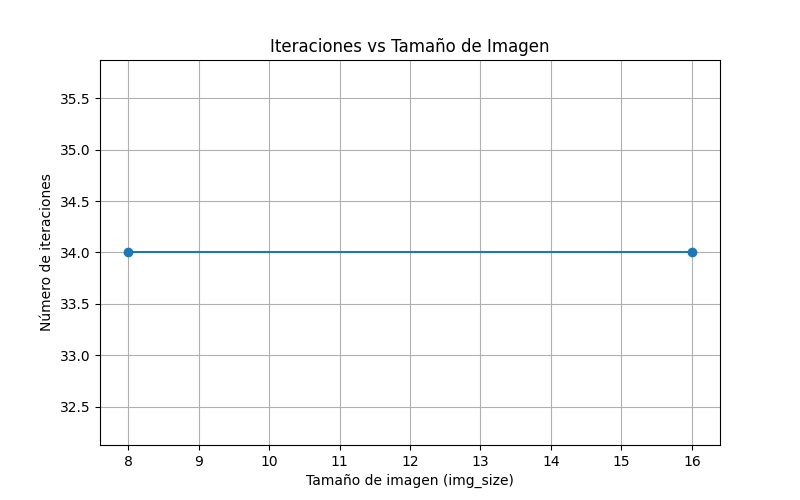 Iteraciones vs Tamaño de Imagen
35.5
35.0
34.5
34.0
33.5
33.0
32.5
Número de iteraciones
8 9 10 11 12 13 14 15 16
Tamaño de imagen (img_size)